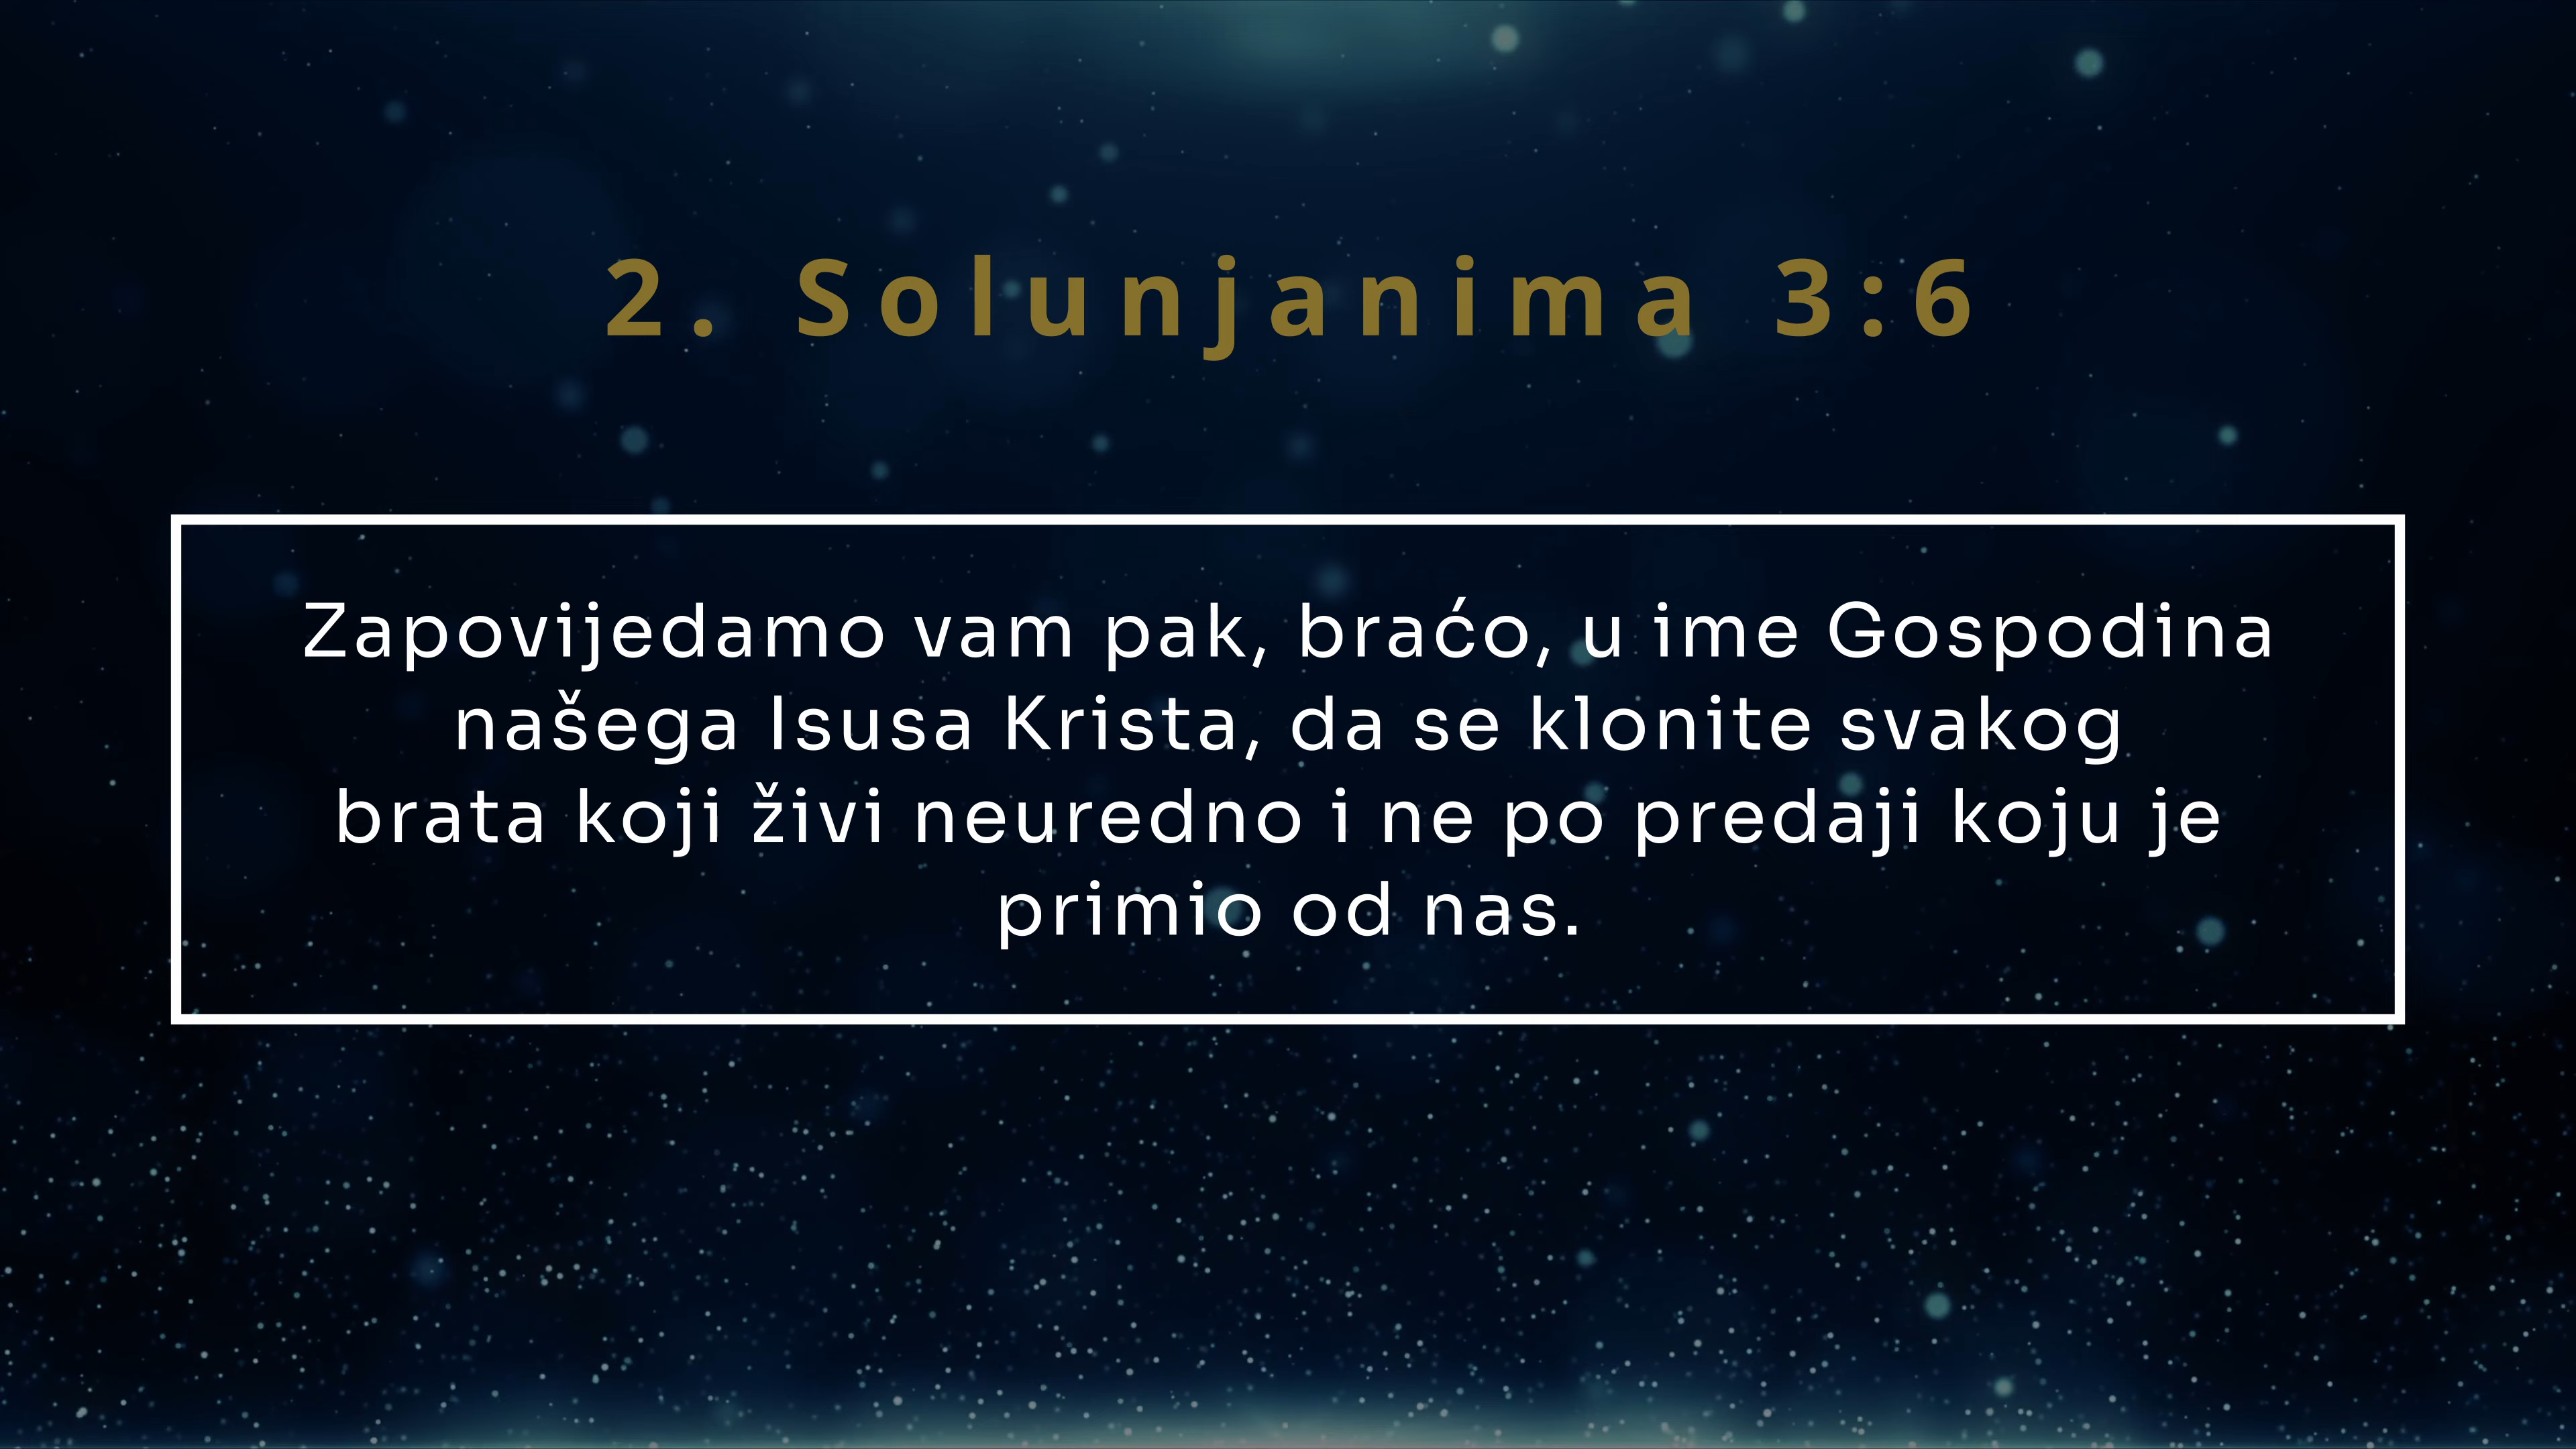 2. Solunjanima 3:6
Zapovijedamo vam pak, braćo, u ime Gospodina
našega Isusa Krista, da se klonite svakog
brata koji živi neuredno i ne po predaji koju je
primio od nas.